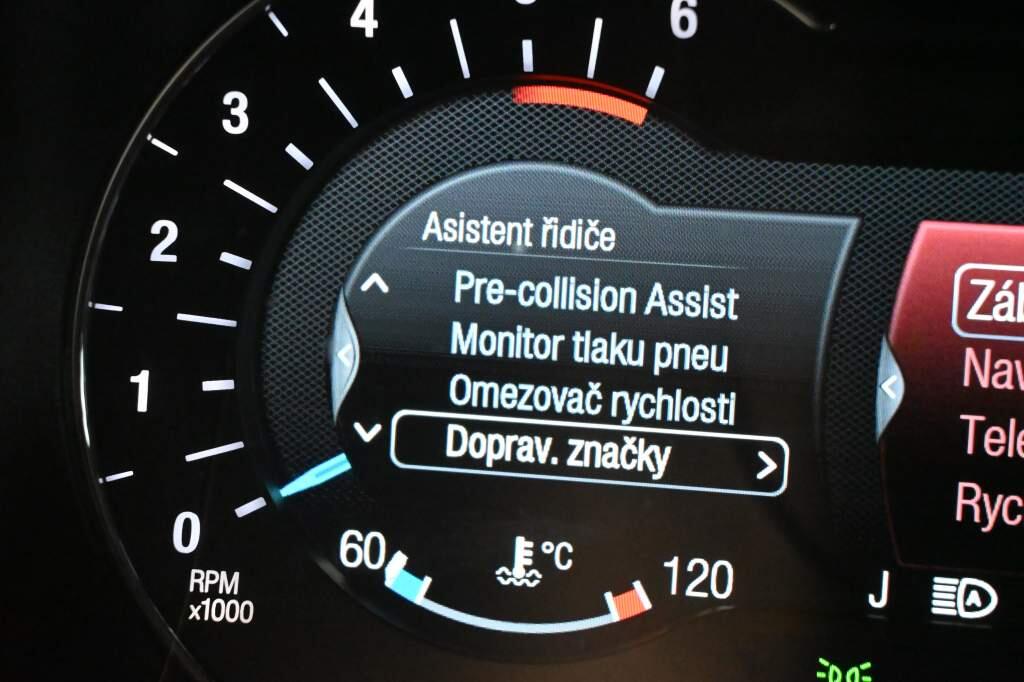 4
6
3
2
1
0
RPM
x1000
Asistent řidiče
Pre-collision Assist
Monitor tlaku pneu
Omezovač rychlosti
Doprav. značky
60
°C
120
J
A